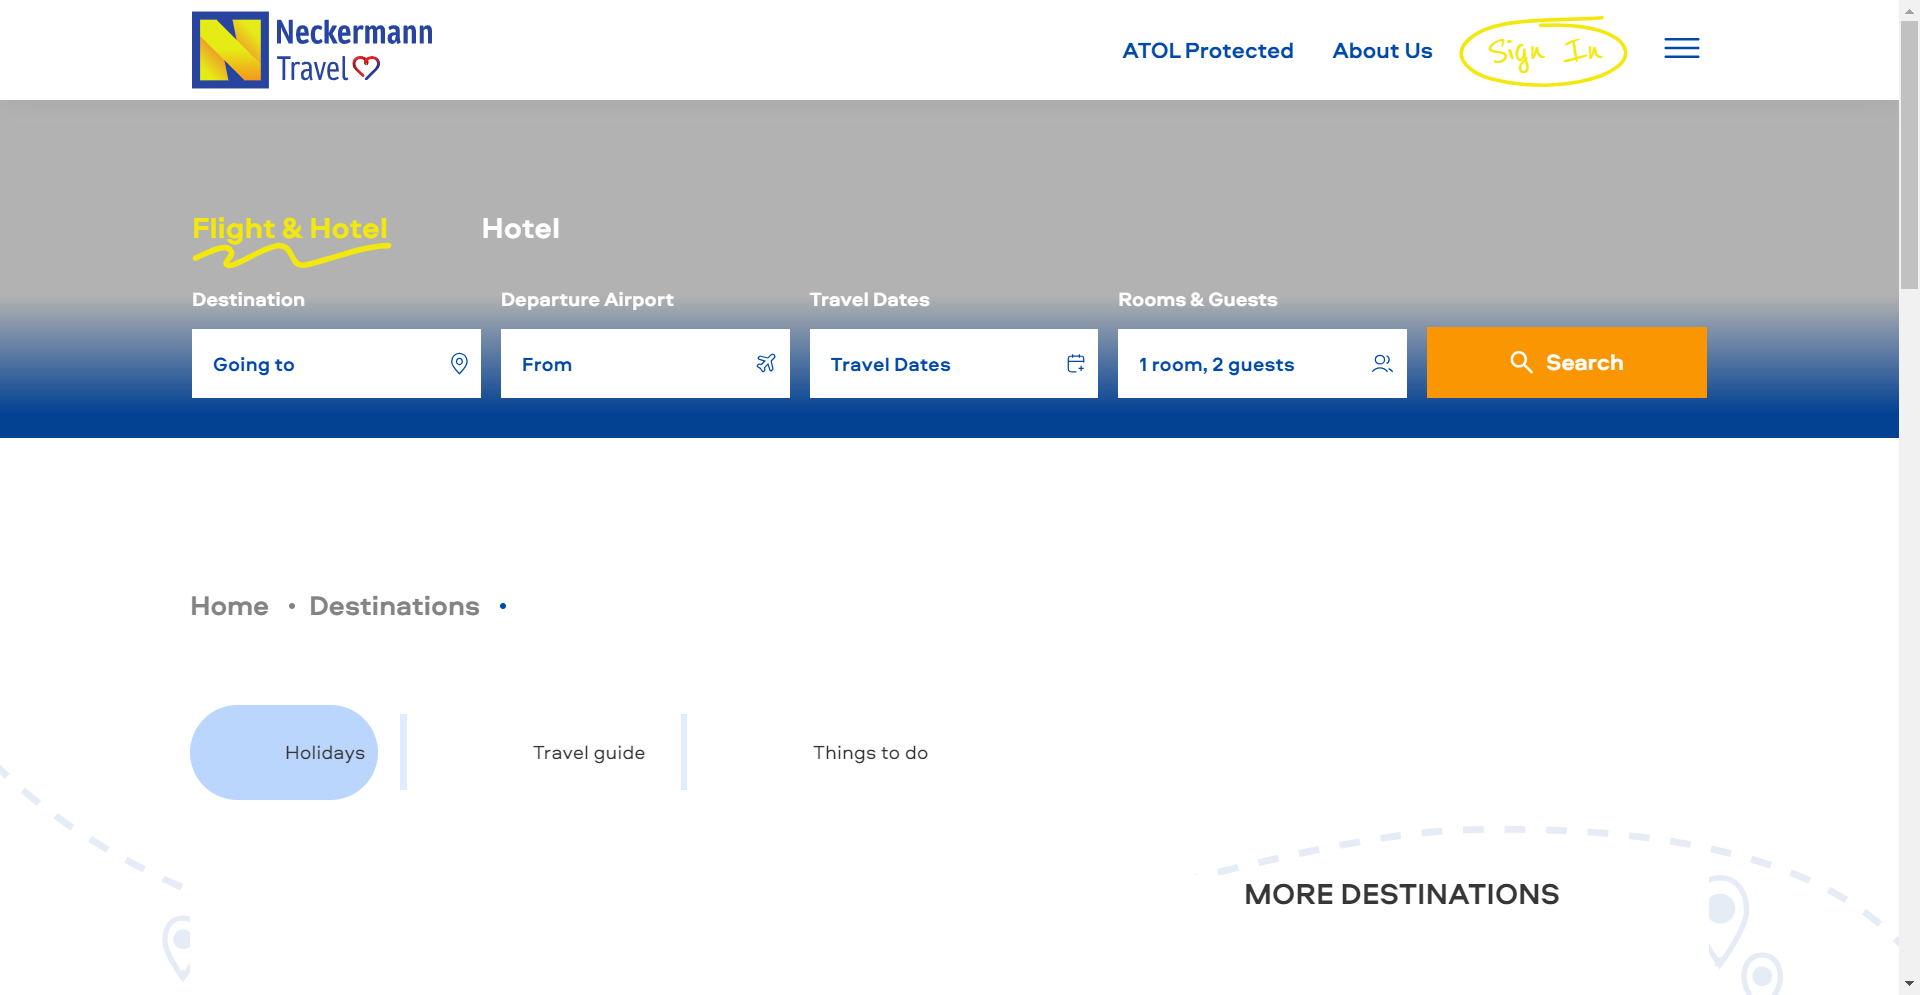 Neckermann
Travel
ATOL Protected
About Us
Sign In
Flight & Hotel
Hotel
Destination
Departure Airport
Travel Dates
Rooms & Guests
Going to
From
Travel Dates
1 room, 2 guests
Search
Home • Destinations •
Holidays
Travel guide
Things to do
MORE DESTINATIONS